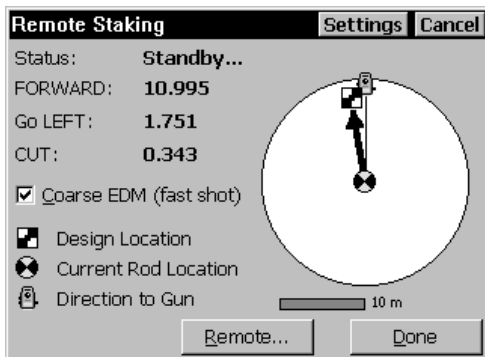 Remote Staking Settings Cancel
Status: Standby...
FORWARD: 10.995
Go LEFT: 1.751
CUT: 0.343
Coarse EDM (fast shot)
Design Location
Current Rod Location
Direction to Gun
10 m
Remote... Done